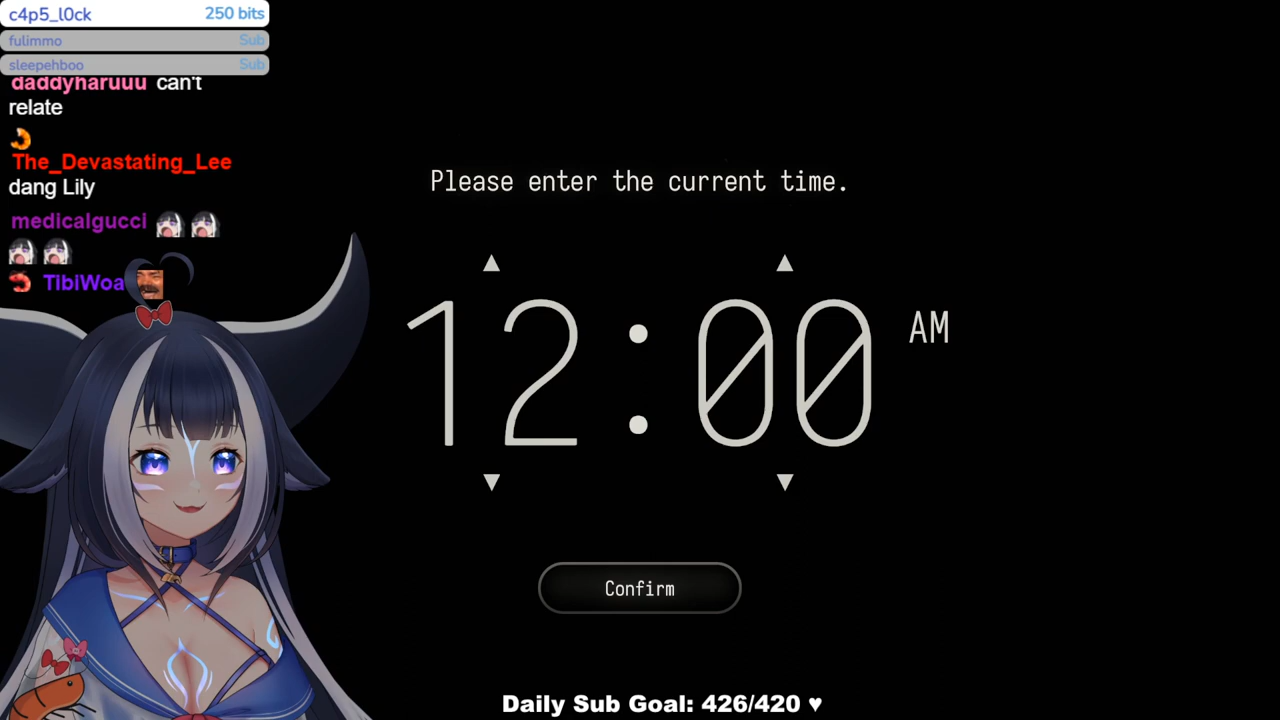 c4p5_l0ck 250 bits
fulimmo Sub
sleepehboo Sub
daddyharuuu can't
relate
The_Devastating_Lee
dang Lily
medicalgucci
TibiWoa
Please enter the current time.
12:00 AM
Confirm
Daily Sub Goal: 426/420 ♥